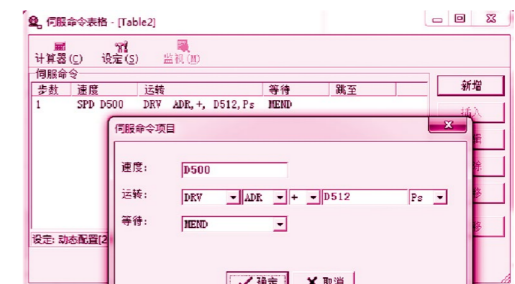 伺服命令表格 - [Table2]
计算器(C) 设定(S) 监视(M)
伺服命令
步数 速度 运转 等待 跳至
新增
1 SPD D500 DRV ADR,+, D512,Ps MEND
插入
伺服命令项目
速度: D500
运转: DRV ADR + D512 Ps
等待: MEND
设定: 动态配置[2
确定 取消